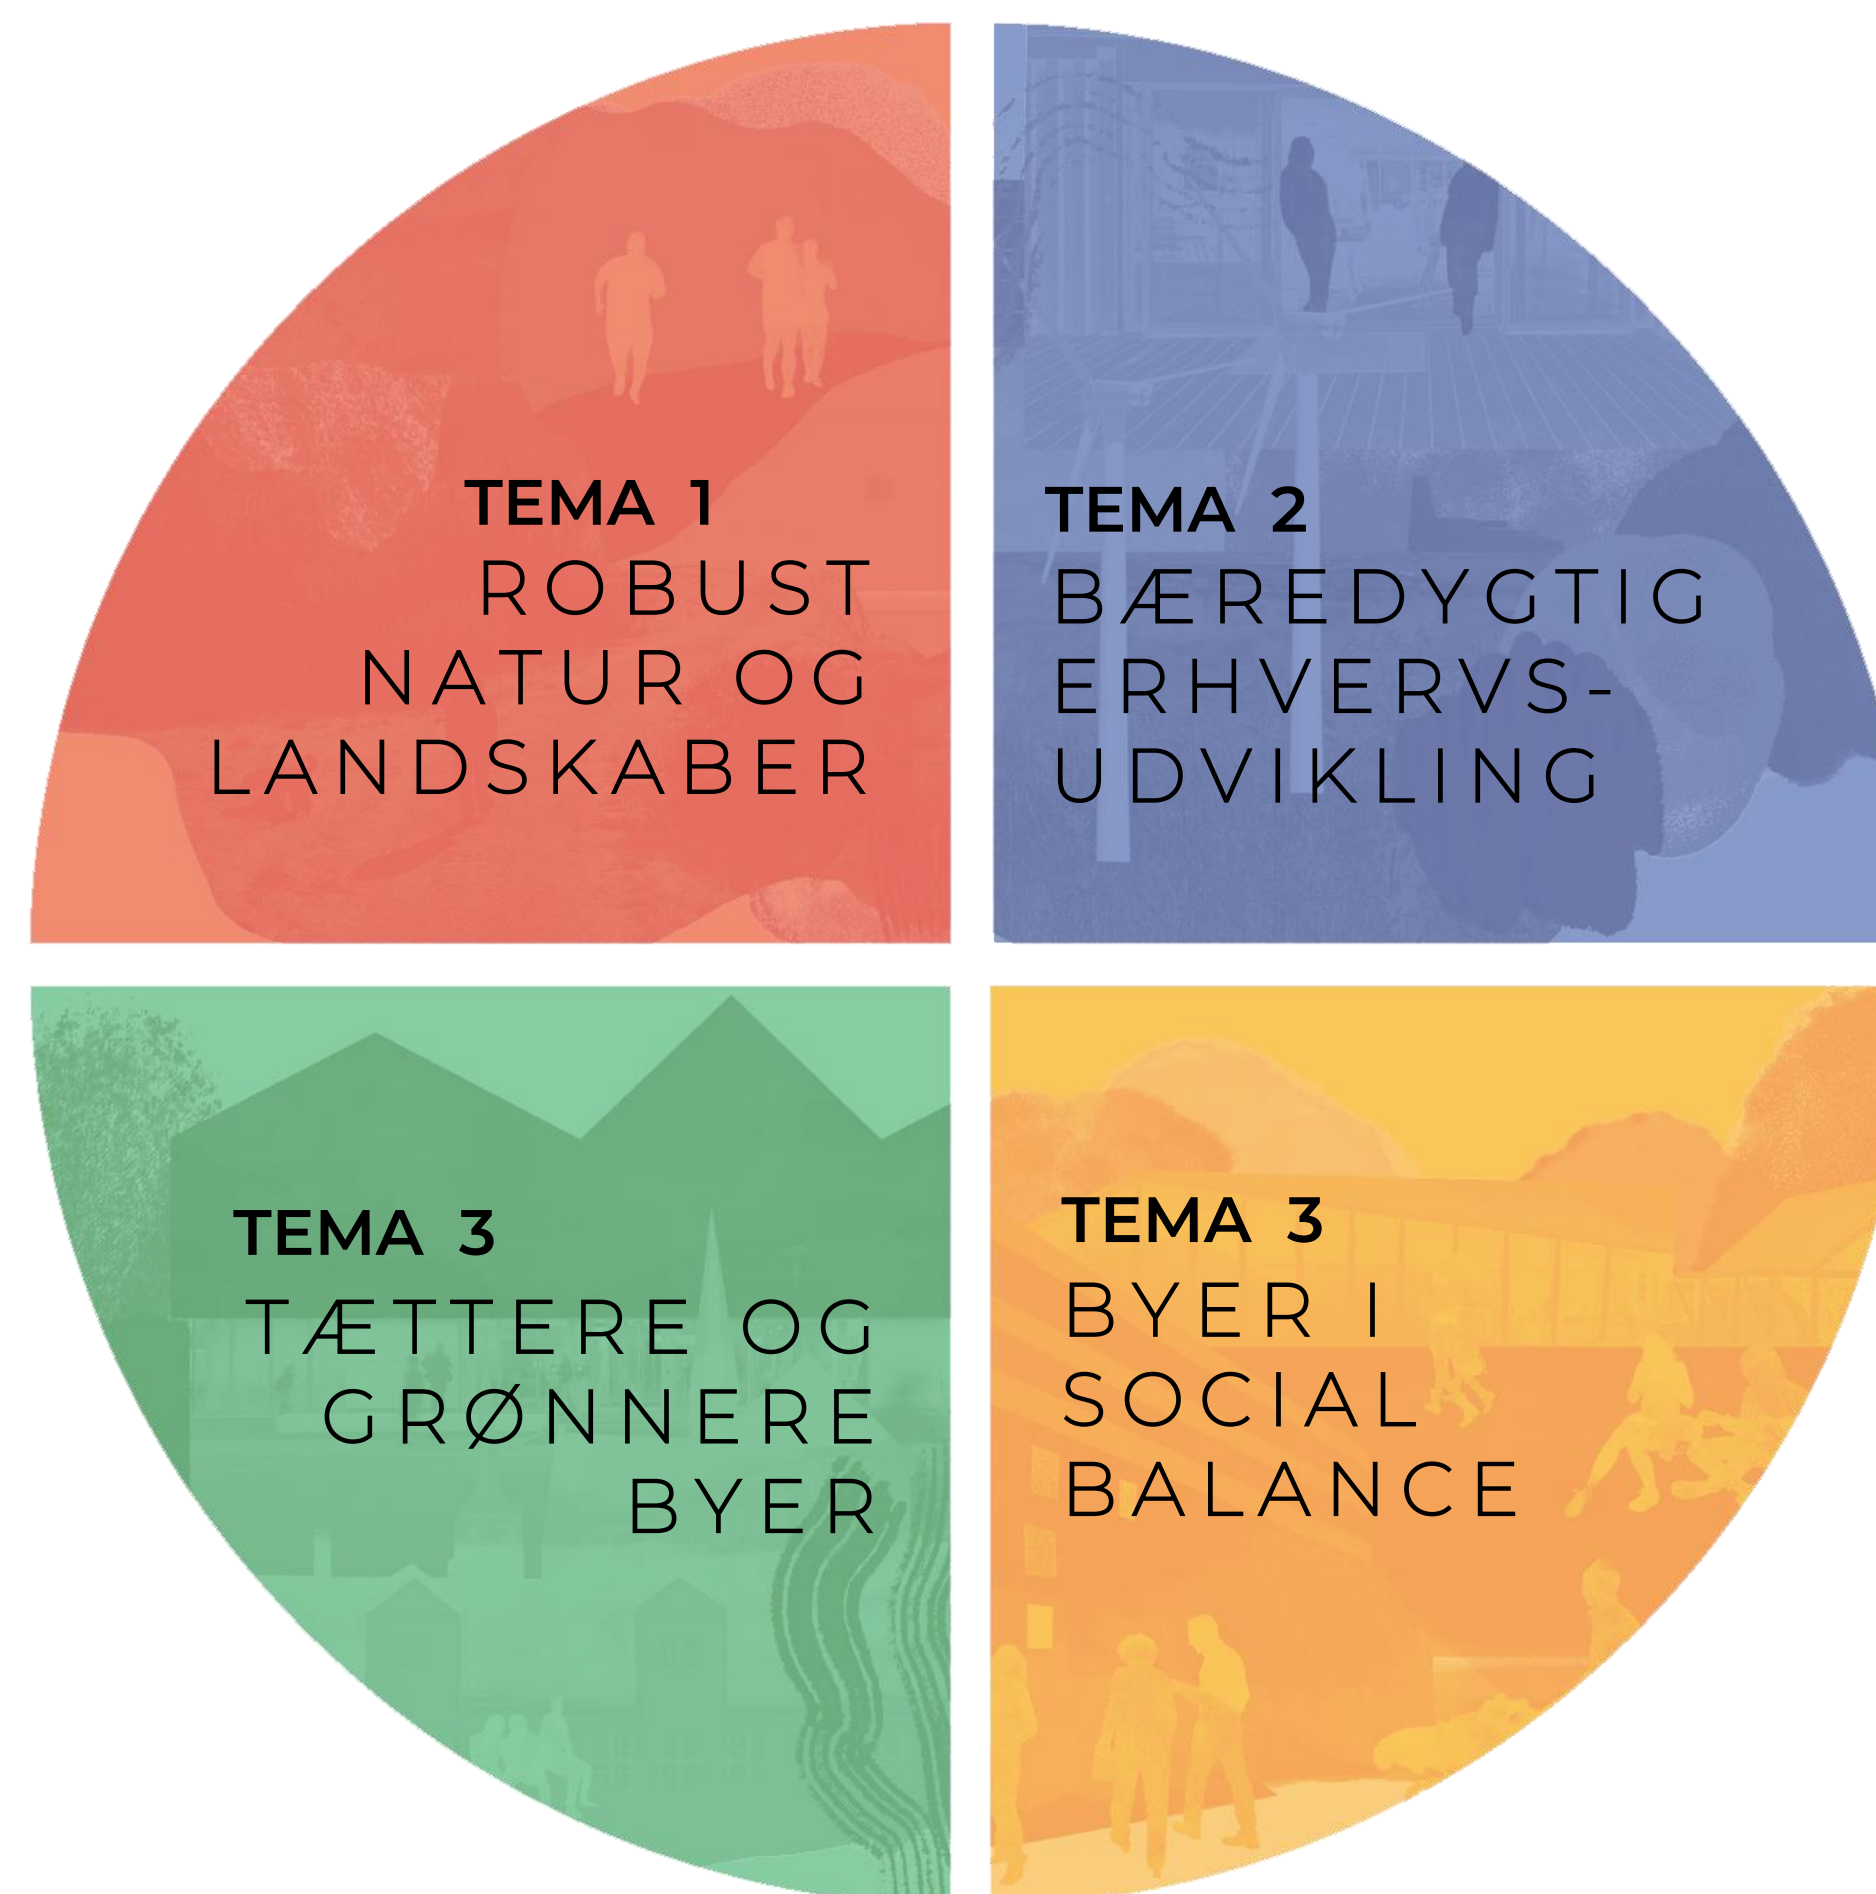 TEMA 1
ROBUST
NATUR OG
LANDSKABER
TEMA 2
BÆREDYGTIG
ERHVERVS-
UDVIKLING
TEMA 3
TÆTTERE OG
GRØNNERE
BYER
TEMA 3
BYER I
SOCIAL
BALANCE